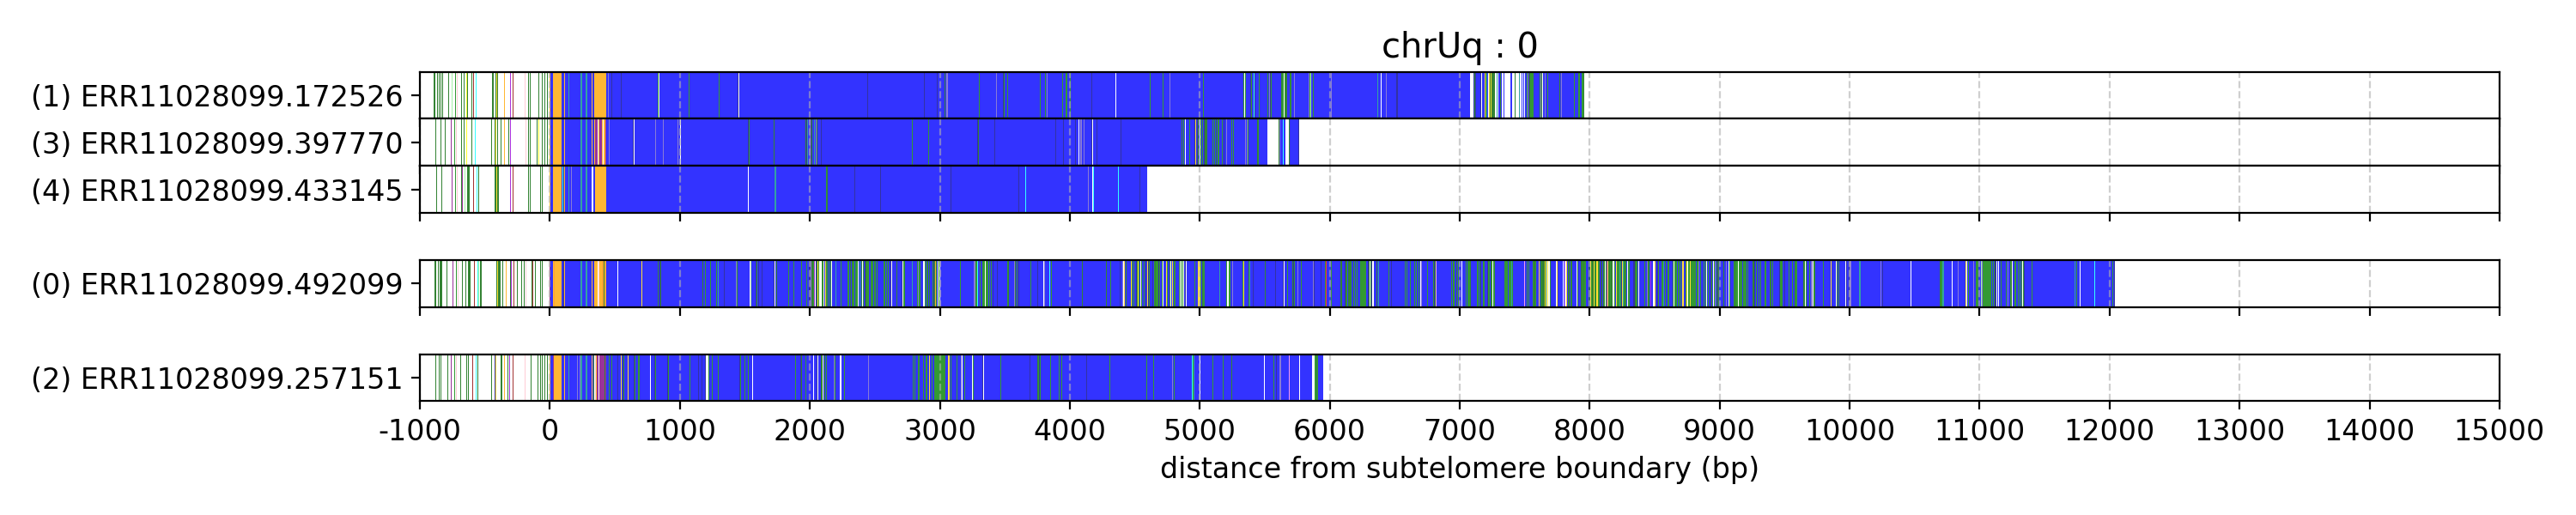 chrUq : 0
(1) ERR11028099.172526
(3) ERR11028099.397770
(4) ERR11028099.433145
(0) ERR11028099.492099
(2) ERR11028099.257151
-1000 0 1000 2000 3000 4000 5000 6000 7000 8000 9000 10000 11000 12000 13000 14000 15000
distance from subtelomere boundary (bp)